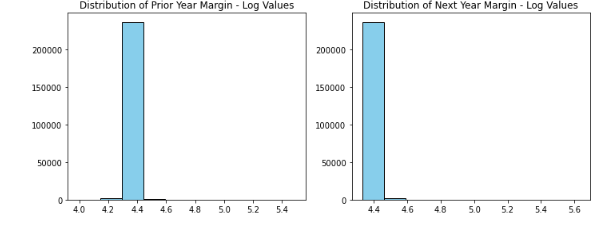 Distribution of Prior Year Margin - Log Values
200000
150000
100000
50000
0
4.0 4.2 4.4 4.6 4.8 5.0 5.2 5.4
Distribution of Next Year Margin - Log Values
200000
150000
100000
50000
0
4.4 4.6 4.8 5.0 5.2 5.4 5.6